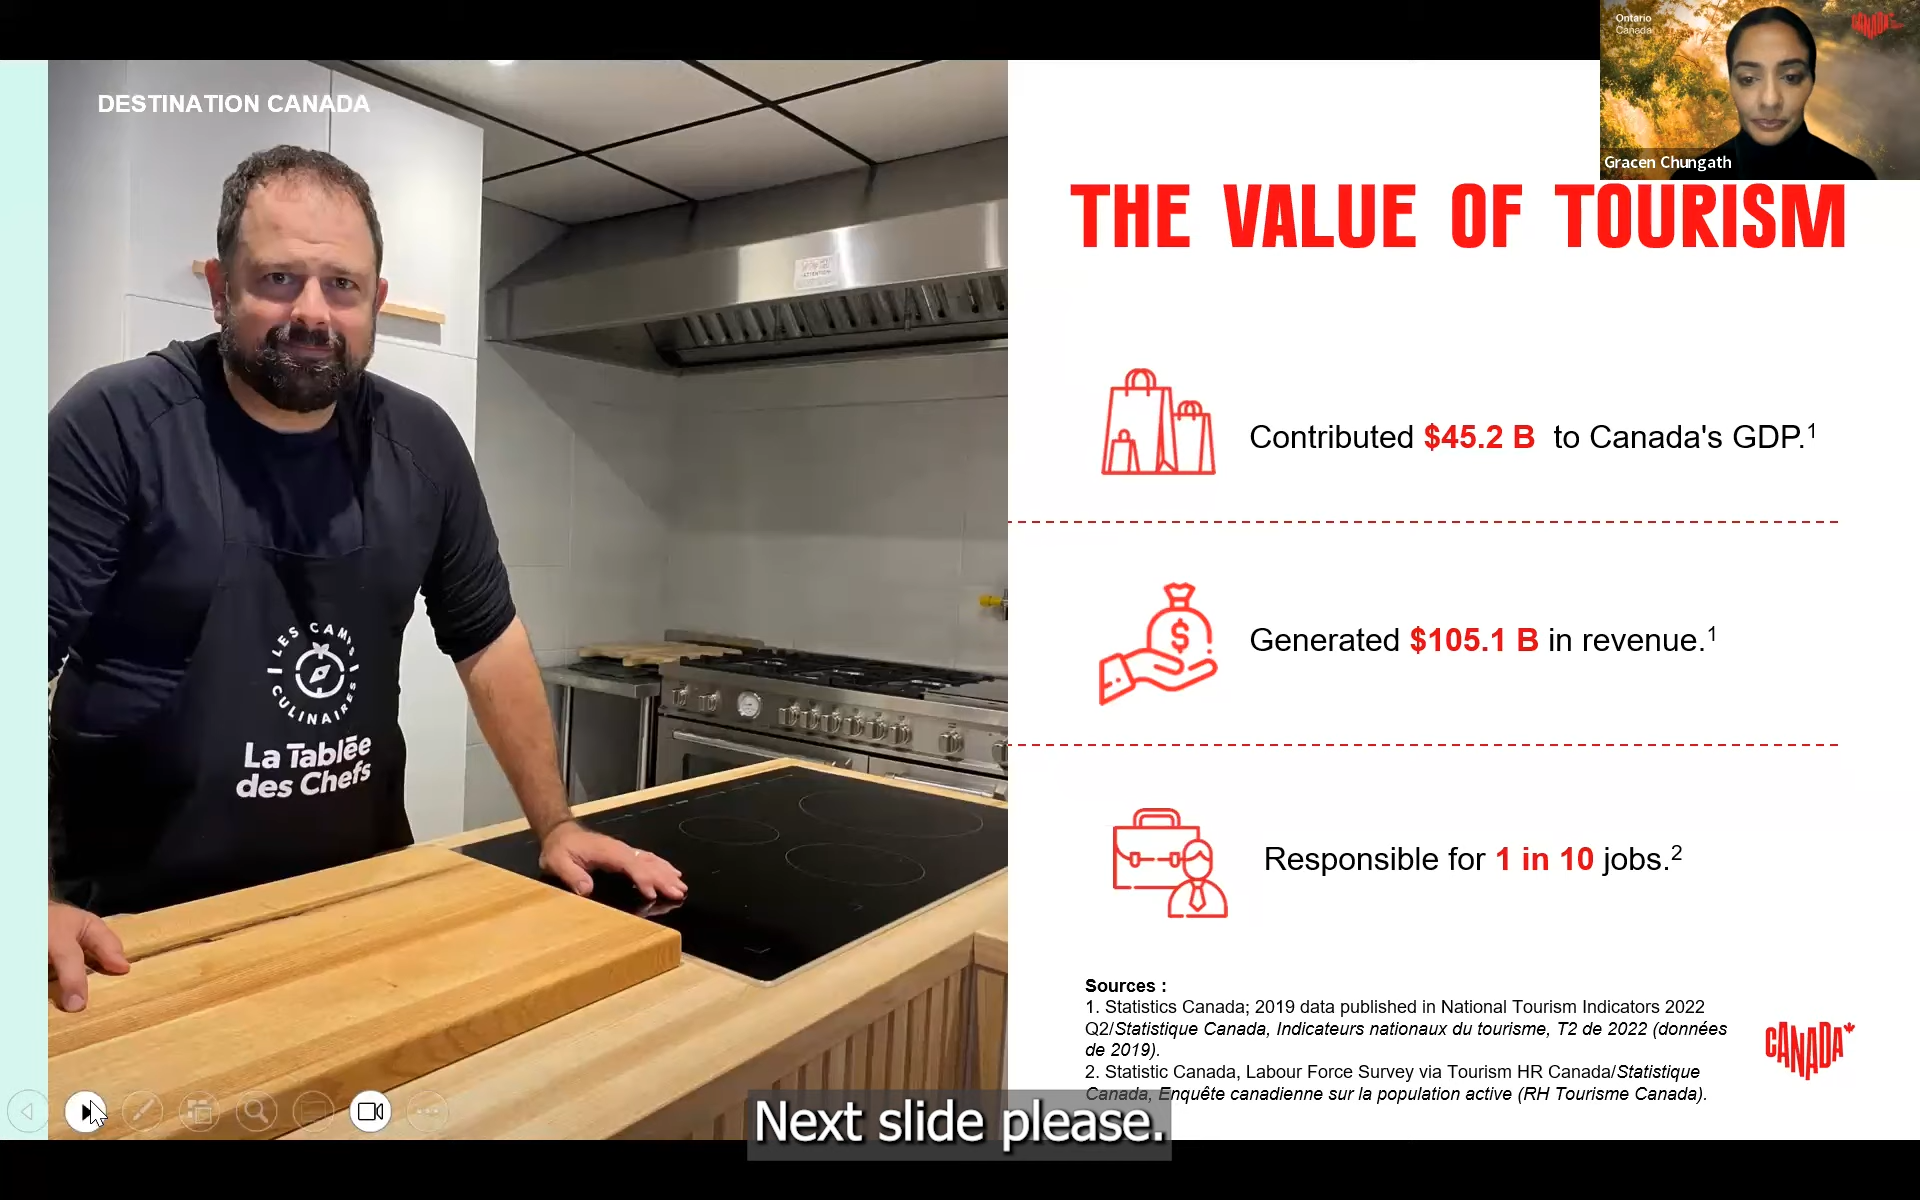 Ontario
Canada
CANADA
Gracen Chungath
DESTINATION CANADA
THE VALUE OF TOURISM
ATTENTION
Contributed $45.2 B to Canada's GDP.1
Generated $105.1 B in revenue.1
$
Responsible for 1 in 10 jobs.2
LES CAMPS
CULINAIRES
La Tablée
des Chefs
Sources :
1. Statistics Canada; 2019 data published in National Tourism Indicators 2022
Q2/Statistique Canada, Indicateurs nationaux du tourisme, T2 de 2022 (données
de 2019).
2. Statistic Canada, Labour Force Survey via Tourism HR Canada/Statistique
Canada, Enquête canadienne sur la population active (RH Tourisme Canada).
CANADA
Next slide please.